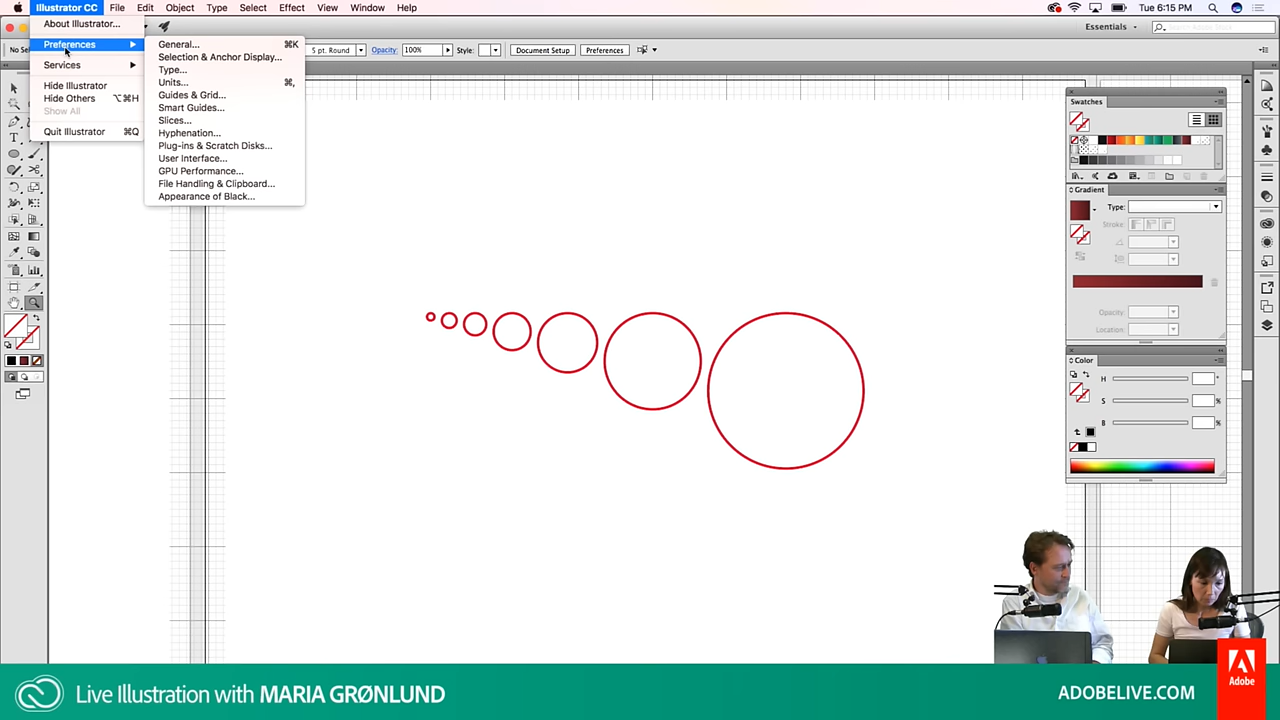 Illustrator CC File Edit Object Type Select Effect View Window Help
100% Tue 6:15 PM
About Illustrator...
Essentials
Preferences
Services
Hide Illustrator
Hide Others ⌥⌘H
Show All
Quit Illustrator ⌘Q
General... ⌘K
Selection & Anchor Display...
Type...
Units... ⌘,
Guides & Grid...
Smart Guides...
Slices...
Hyphenation...
Plug-ins & Scratch Disks...
User Interface...
GPU Performance...
File Handling & Clipboard...
Appearance of Black...
No Se
5 pt. Round Opacity: 100% Style: Document Setup Preferences
Swatches
Gradient
Type:
Stroke:
Opacity:
Location:
Color
H °
S %
B %
Live Illustration with MARIA GRØNLUND
ADOBELIVE.COM
Adobe